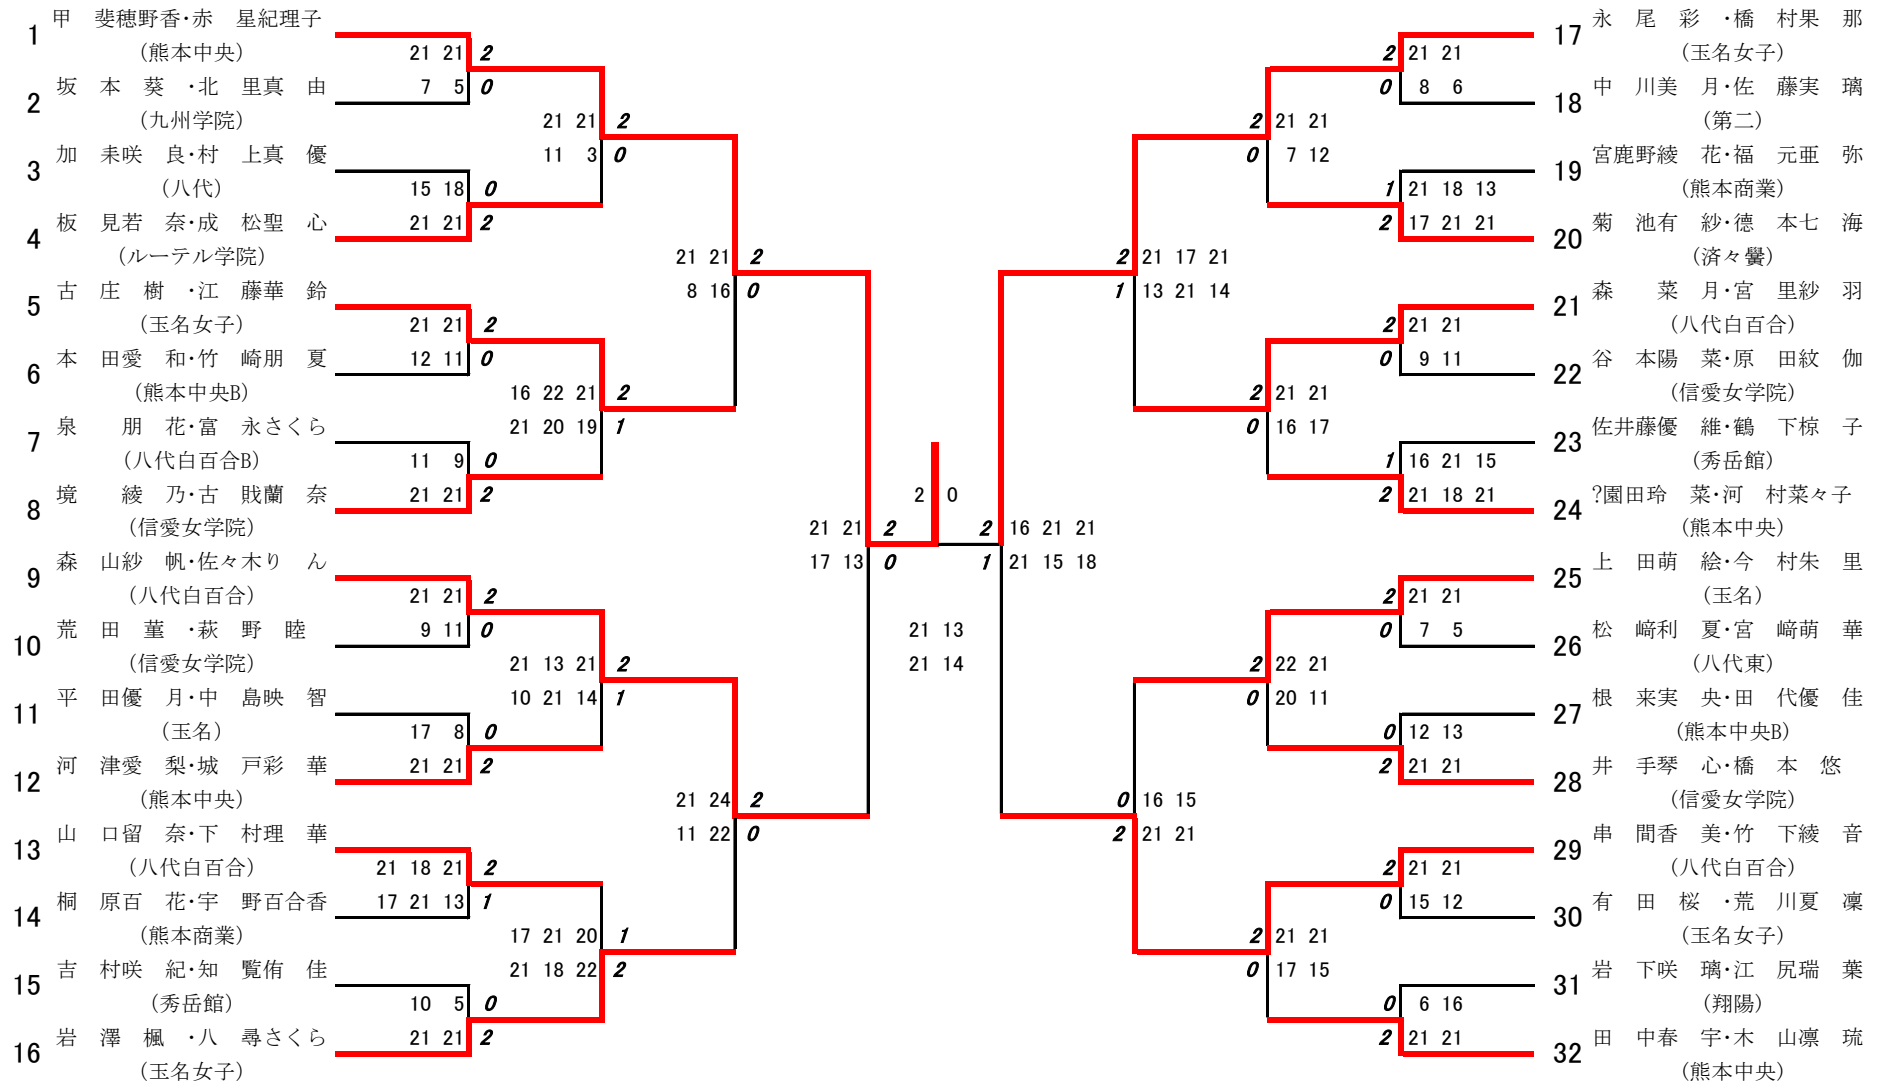 1 甲 斐穂野香・赤 星紀理子
(熊本中央)
21 21 2
7 5 0
2 坂 本 葵 ・北 里真 由
(九州学院)
21 21 2
11 3 0
3 加 耒咲 良・村 上真 優
(八代)
15 18 0
21 21 2
4 板 見若 奈・成 松聖 心
(ルーテル学院)
21 21 2
8 16 0
5 古 庄 樹 ・江 藤華 鈴
(玉名女子)
21 21 2
12 11 0
6 本 田愛 和・竹 崎朋 夏
(熊本中央B)
16 22 21 2
21 20 19 1
7 泉 朋 花・富 永さくら
(八代白百合B)
11 9 0
21 21 2
8 境 綾 乃・古 賎蘭 奈
(信愛女学院)
21 21 2
17 13 0
9 森 山紗 帆・佐々木り ん
(八代白百合)
21 21 2
9 11 0
10 荒 田 菫 ・萩 野 睦
(信愛女学院)
21 13 21 2
10 21 14 1
11 平 田優 月・中 島映 智
(玉名)
17 8 0
21 21 2
12 河 津愛 梨・城 戸彩 華
(熊本中央)
21 24 2
11 22 0
13 山 口留 奈・下 村理 華
(八代白百合)
21 18 21 2
17 21 13 1
14 桐 原百 花・宇 野百合香
(熊本商業)
17 21 20 1
21 18 22 2
15 吉 村咲 紀・知 覧侑 佳
(秀岳館)
10 5 0
21 21 2
16 岩 澤 楓 ・八 尋さくら
(玉名女子)
2 0
21 13
21 14
17 永 尾 彩 ・橋 村果 那
(玉名女子)
2 21 21
0 8 6
18 中 川美 月・佐 藤実 璃
(第二)
2 21 21
0 7 12
19 宮鹿野綾 花・福 元亜 弥
(熊本商業)
1 21 18 13
2 17 21 21
20 菊 池有 紗・德 本七 海
(済々黌)
2 21 17 21
1 13 21 14
21 森 菜 月・宮 里紗 羽
(八代白百合)
2 21 21
0 9 11
22 谷 本陽 菜・原 田紋 伽
(信愛女学院)
2 21 21
0 16 17
23 佐井藤優 維・鶴 下椋 子
(秀岳館)
1 16 21 15
2 21 18 21
24 ?園田玲 菜・河 村菜々子
(熊本中央)
2 16 21 21
1 21 15 18
25 上 田萌 絵・今 村朱 里
(玉名)
2 21 21
0 7 5
26 松 﨑利 夏・宮 﨑萌 華
(八代東)
2 22 21
0 20 11
27 根 来実 央・田 代優 佳
(熊本中央B)
0 12 13
2 21 21
28 井 手琴 心・橋 本 悠
(信愛女学院)
0 16 15
2 21 21
29 串 間香 美・竹 下綾 音
(八代白百合)
2 21 21
0 15 12
30 有 田 桜 ・荒 川夏 凜
(玉名女子)
2 21 21
0 17 15
31 岩 下咲 璃・江 尻瑞 葉
(翔陽)
0 6 16
2 21 21
32 田 中春 宇・木 山凛 琉
(熊本中央)